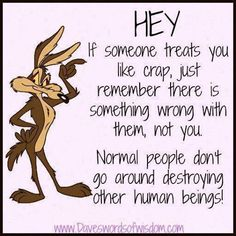 HEY
If someone treats you
like crap, just
remember there is
something wrong with
them, not you.
Normal people don't
go around destroying
other human beings!
www.Daveswordsofwisdom.com